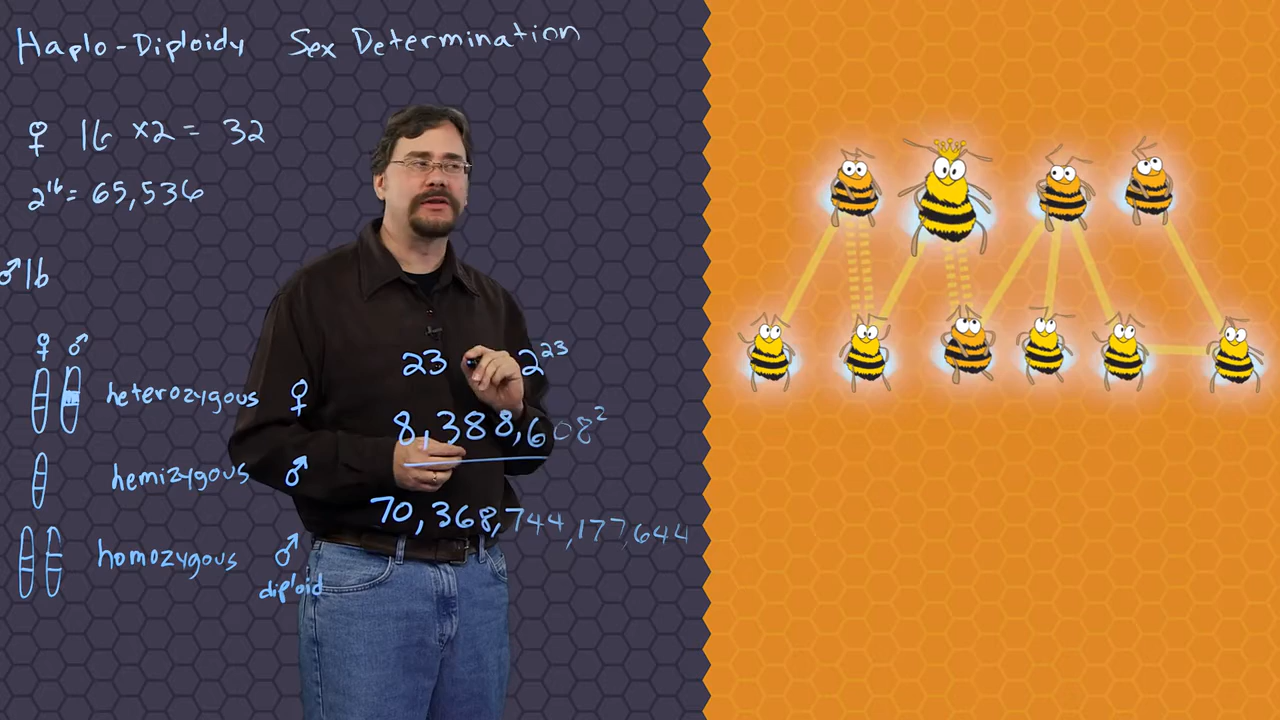 Haplo-Diploidy Sex Determination
♀ 16 ×2 = 32
2¹⁶ = 65,536
♂ 16
♀ ♂
heterozygous ♀
hemizygous ♂
homozygous ♂
diploid
23 2²³
8,388,608²
70,368,744,177,644